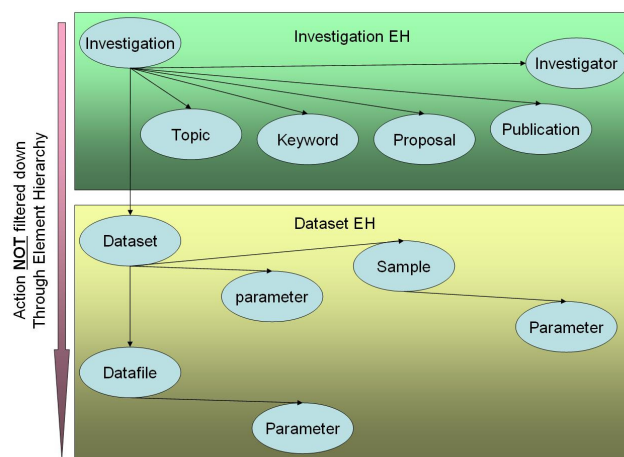 Investigation EH
Investigation
Investigator
Topic
Keyword
Proposal
Publication
Action NOT filtered down
Through Element Hierarchy
Dataset EH
Dataset
Sample
parameter
Parameter
Datafile
Parameter